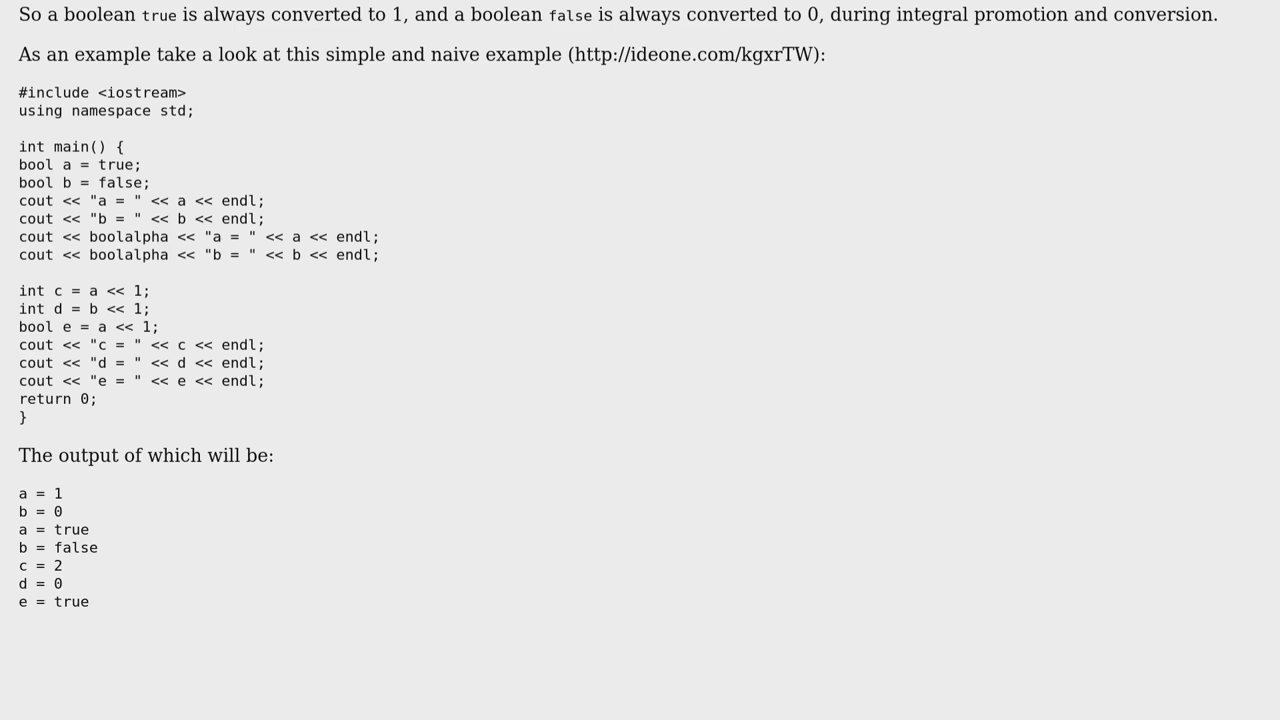 So a boolean true is always converted to 1, and a boolean false is always converted to 0, during integral promotion and conversion.
As an example take a look at this simple and naive example (http://ideone.com/kgxrTW):
#include <iostream>
using namespace std;
int main() {
bool a = true;
bool b = false;
cout << "a = " << a << endl;
cout << "b = " << b << endl;
cout << boolalpha << "a = " << a << endl;
cout << boolalpha << "b = " << b << endl;
int c = a << 1;
int d = b << 1;
bool e = a << 1;
cout << "c = " << c << endl;
cout << "d = " << d << endl;
cout << "e = " << e << endl;
return 0;
}
The output of which will be:
a = 1
b = 0
a = true
b = false
c = 2
d = 0
e = true